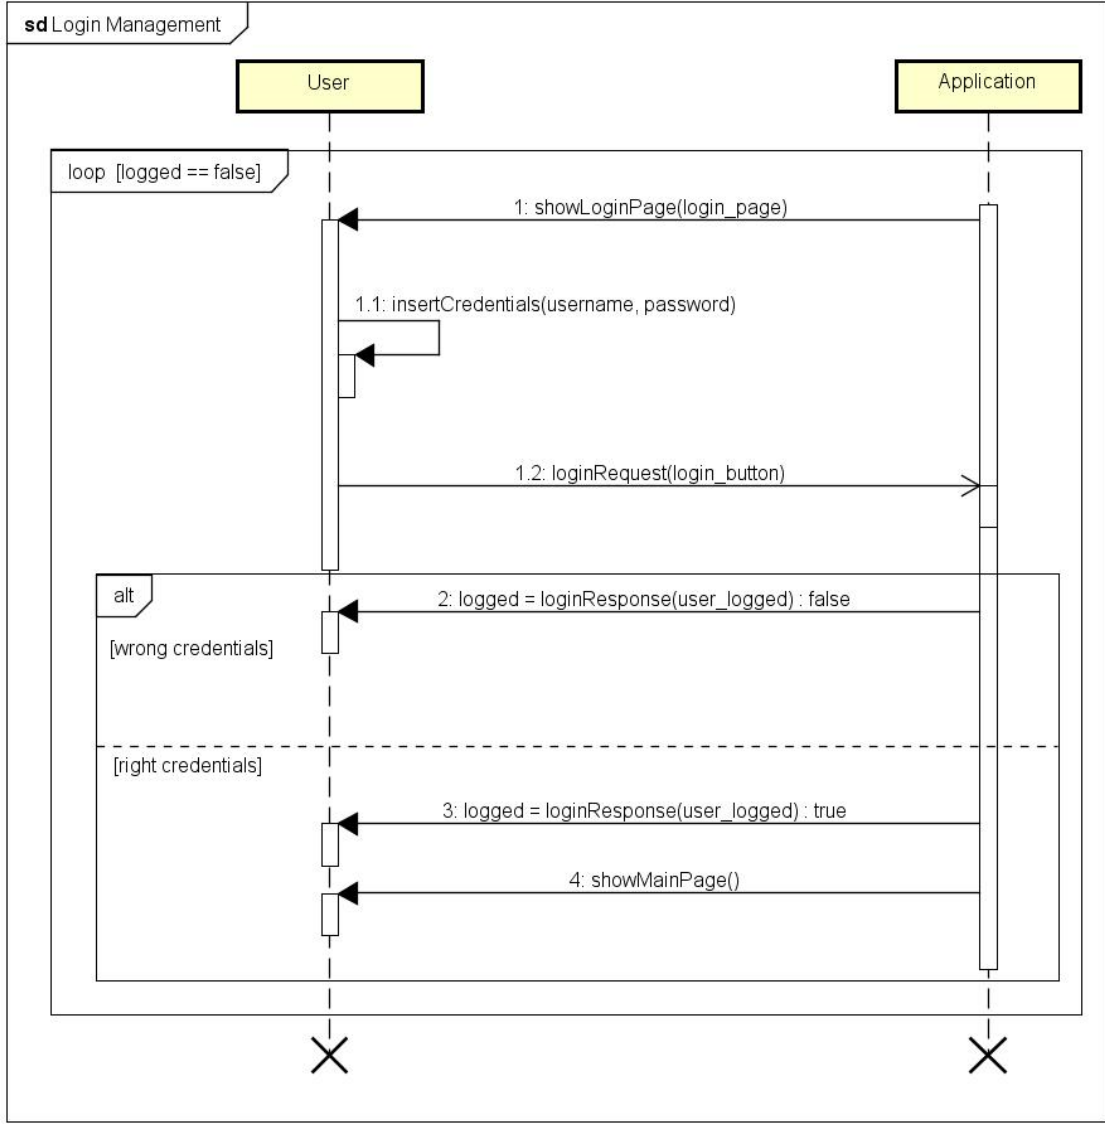 sd Login Management
User
Application
loop [logged == false]
1: showLoginPage(login_page)
1.1: insertCredentials(username, password)
1.2: loginRequest(login_button)
alt
2: logged = loginResponse(user_logged) : false
[wrong credentials]
[right credentials]
3: logged = loginResponse(user_logged) : true
4: showMainPage()